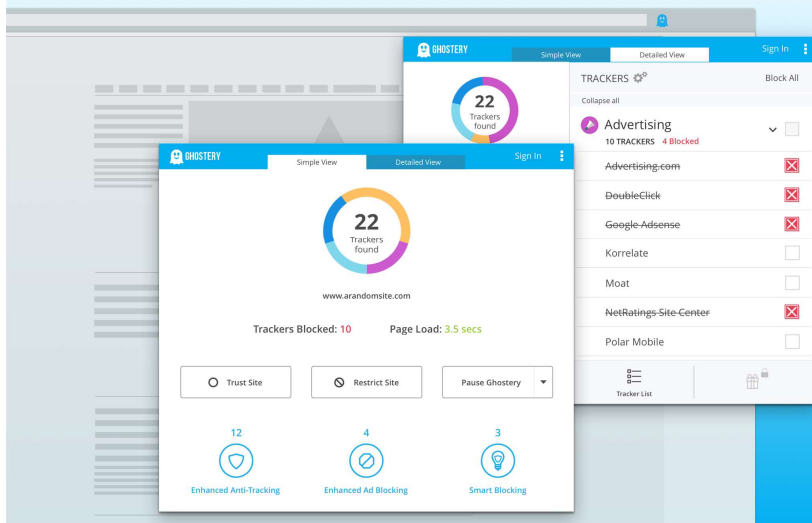 GHOSTERY
Simple View
Detailed View
Sign In
22
Trackers
found
TRACKERS
Block All
Collapse all
Advertising
10 TRACKERS 4 Blocked
Advertising.com
DoubleClick
Google Adsense
Korrelate
Moat
NetRatings Site Center
Polar Mobile
Tracker List
GHOSTERY
Simple View
Detailed View
Sign In
22
Trackers
found
www.arandomsite.com
Trackers Blocked: 10 Page Load: 3.5 secs
Trust Site
Restrict Site
Pause Ghostery
12
4
3
Enhanced Anti-Tracking
Enhanced Ad Blocking
Smart Blocking